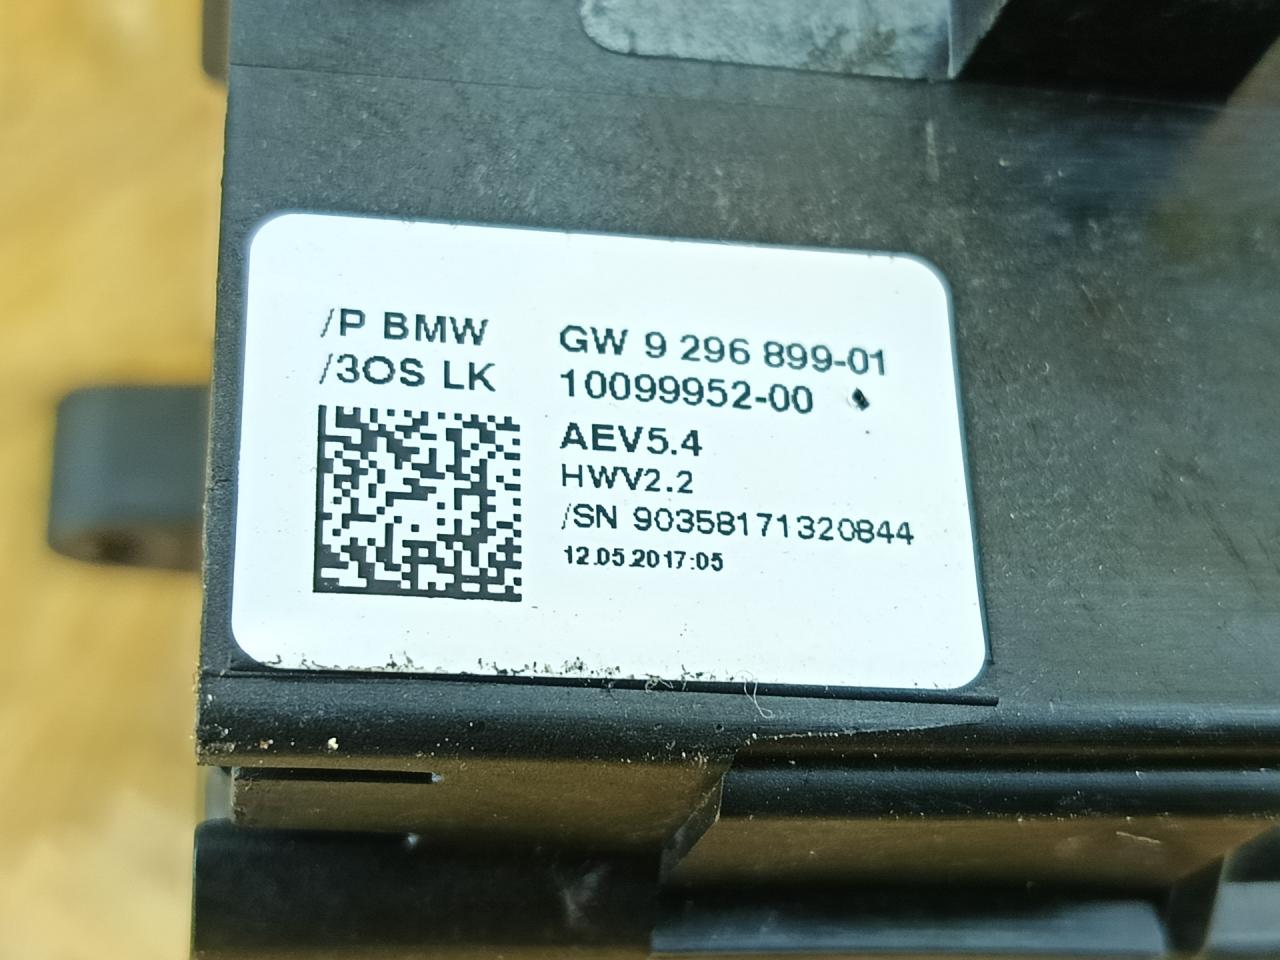 /P BMW GW 9 296 899-01
/3OS LK 10099952-00
AEV5.4
HWV2.2
/SN 90358171320844
12.05.2017:05